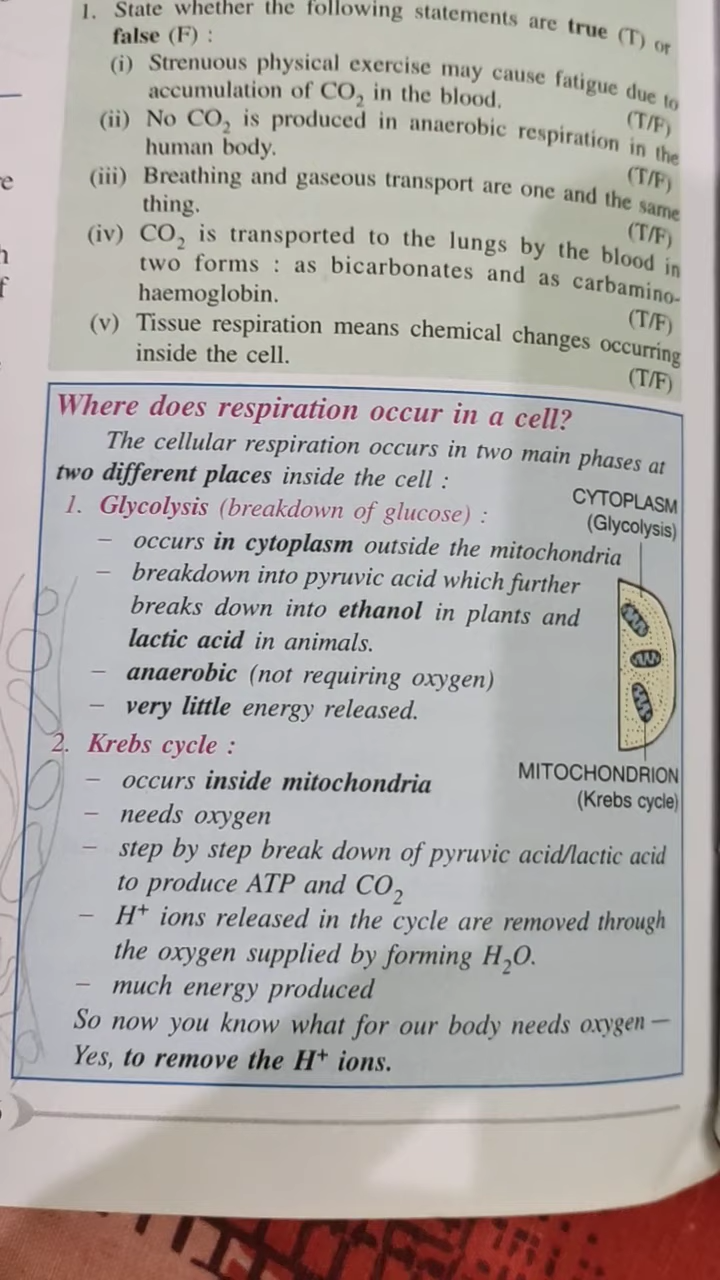 1. State whether the following statements are true (T) or
false (F) :
(i) Strenuous physical exercise may cause fatigue due to
accumulation of CO₂ in the blood.
(T/F)
(ii) No CO₂ is produced in anaerobic respiration in the
human body.
(T/F)
(iii) Breathing and gaseous transport are one and the same
thing.
(T/F)
(iv) CO₂ is transported to the lungs by the blood in
two forms : as bicarbonates and as carbamino-
haemoglobin.
(T/F)
(v) Tissue respiration means chemical changes occurring
inside the cell.
(T/F)
Where does respiration occur in a cell?
The cellular respiration occurs in two main phases at
two different places inside the cell :
1. Glycolysis (breakdown of glucose) :
– occurs in cytoplasm outside the mitochondria
– breakdown into pyruvic acid which further
breaks down into ethanol in plants and
lactic acid in animals.
– anaerobic (not requiring oxygen)
– very little energy released.
CYTOPLASM
(Glycolysis)
2. Krebs cycle :
– occurs inside mitochondria
– needs oxygen
MITOCHONDRION
(Krebs cycle)
– step by step break down of pyruvic acid/lactic acid
to produce ATP and CO₂
– H⁺ ions released in the cycle are removed through
the oxygen supplied by forming H₂O.
– much energy produced
So now you know what for our body needs oxygen —
Yes, to remove the H⁺ ions.